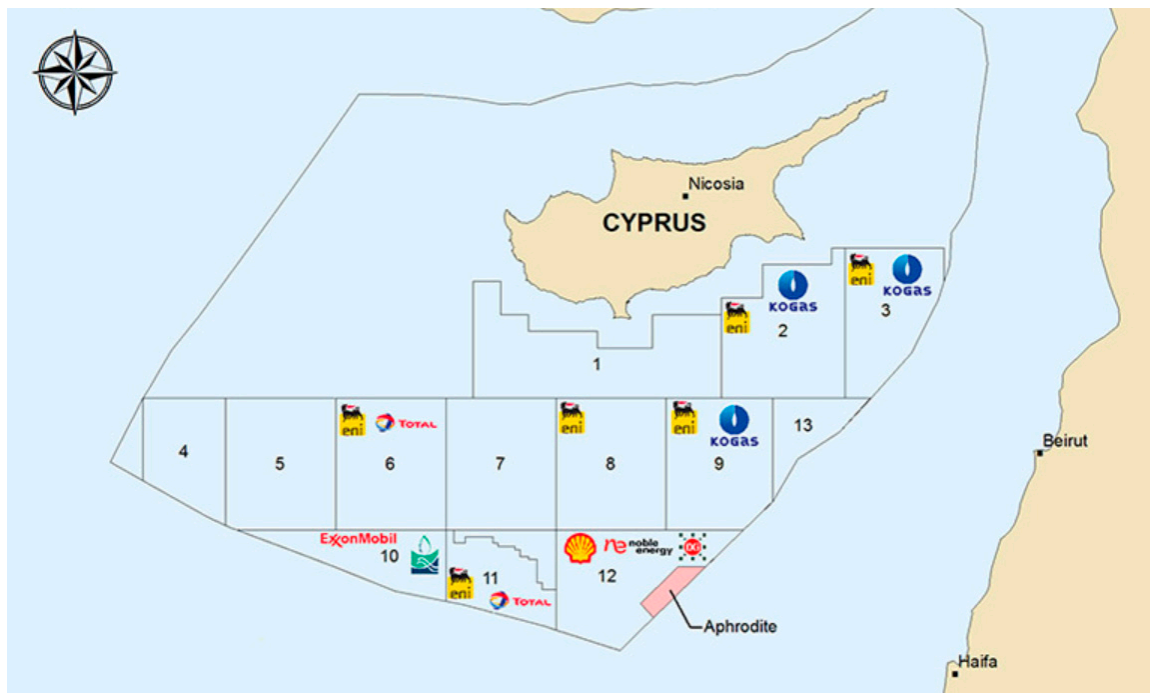 Nicosia
CYPRUS
eni KOGAS
3
eni KOGAS
2
1
4
5
eni TOTAL
6
7
eni
8
eni KOGAS
9
13
Beirut
ExxonMobil
10
11
eni TOTAL
noble energy DG
12
Aphrodite
Haifa